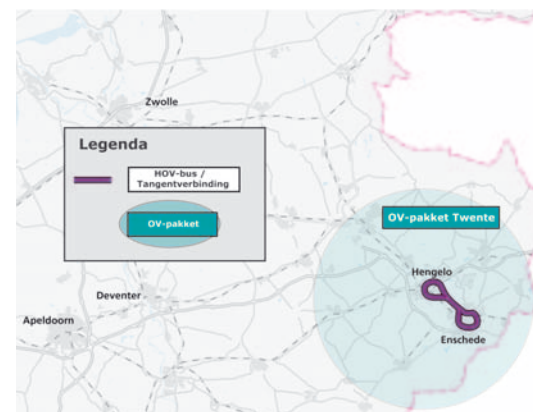 Zwolle
Legenda
HOV-bus /
Tangentverbinding
OV-pakket
OV-pakket Twente
Hengelo
Deventer
Apeldoorn
Enschede